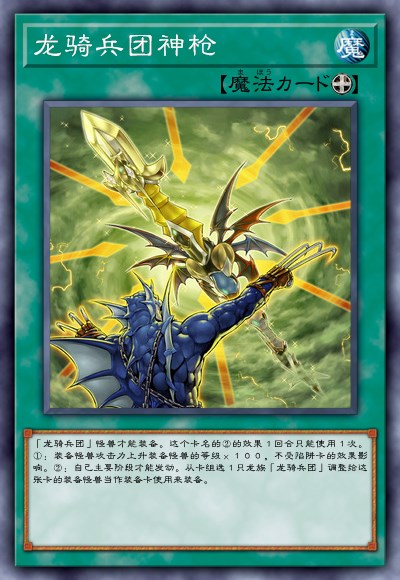 龙骑兵团神枪
魔
【魔法カード】
まほう
「龙骑兵团」怪兽才能装备。这个卡名的②的效果1回合只能使用1次。
①：装备怪兽攻击力上升装备怪兽的等级×１００，不受陷阱卡的效果影
响。②：自己主要阶段才能发动。从卡组选1只龙族「龙骑兵团」调整给这
张卡的装备怪兽当作装备卡使用来装备。